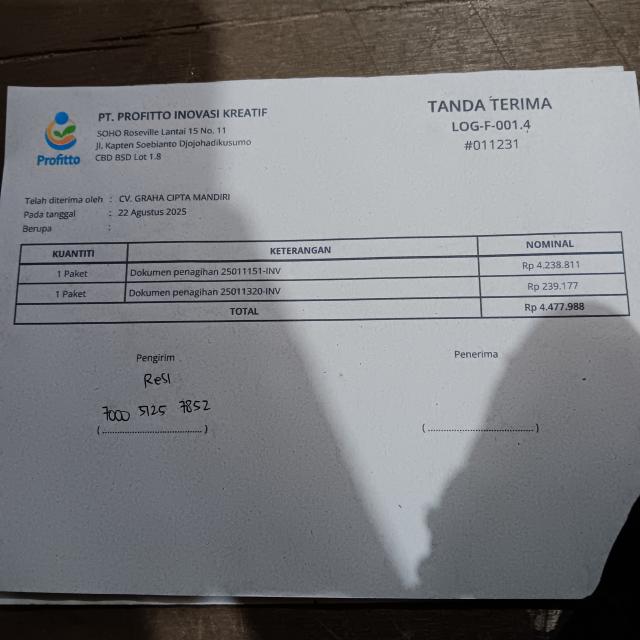 Profitto
PT. PROFITTO INOVASI KREATIF
SOHO Roseville Lantai 15 No. 11
Jl. Kapten Soebianto Djojohadikusumo
CBD BSD Lot 1.8
TANDA TERIMA
LOG-F-001.4
#011231
Telah diterima oleh : CV. GRAHA CIPTA MANDIRI
Pada tanggal : 22 Agustus 2025
Berupa :
KUANTITI KETERANGAN NOMINAL
1 Paket Dokumen penagihan 25011151-INV Rp 4.238.811
1 Paket Dokumen penagihan 25011320-INV Rp 239.177
TOTAL Rp 4.477.988
Pengirim Penerima
Resi
7000 5125 7852
(................................) (................................)